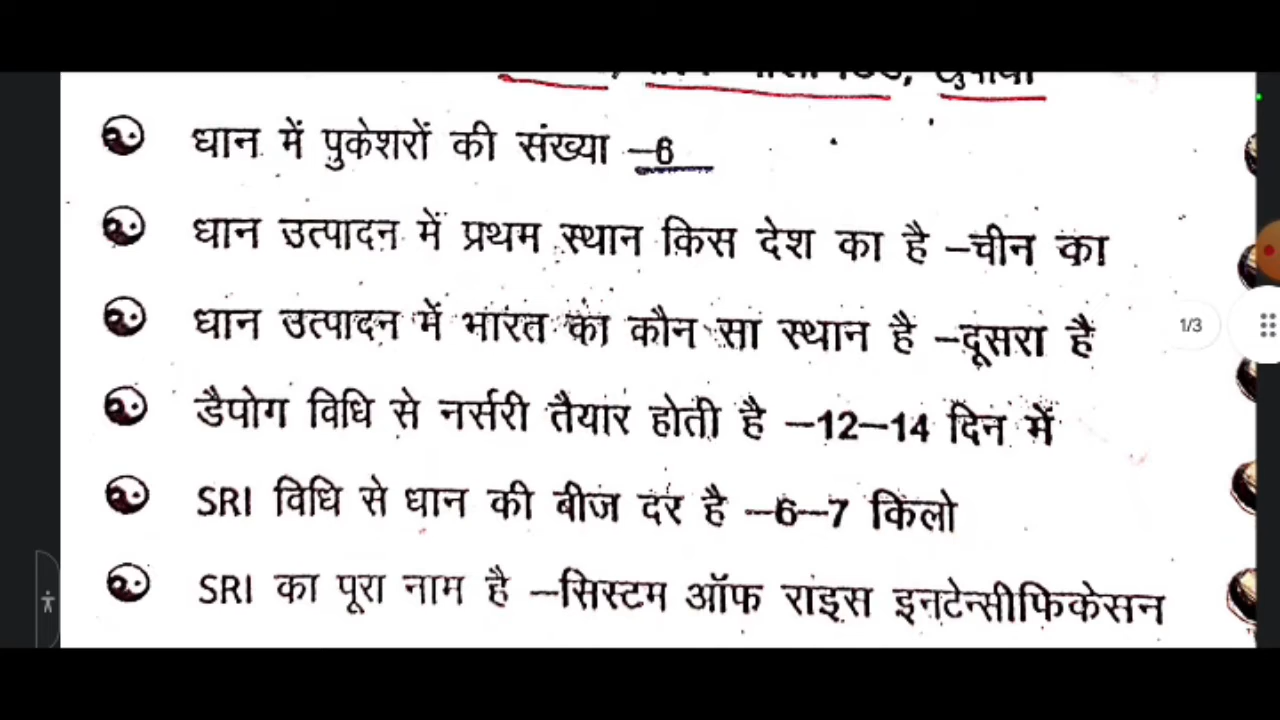 धान में पुकेशरों की संख्या –6
धान उत्पादन में प्रथम स्थान किस देश का है –चीन का
धान उत्पादन में भारत का कौन सा स्थान है –दूसरा है
1/3
डैपोग विधि से नर्सरी तैयार होती है –12–14 दिन में
SRI विधि से धान की बीज दर है –6–7 किलो
SRI का पूरा नाम है –सिस्टम ऑफ राइस इनटेन्सीफिकेसन